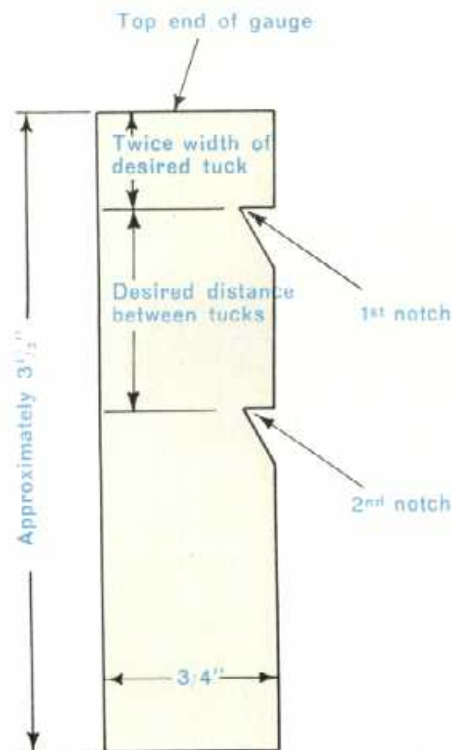 Top end of gauge
Twice width of
desired tuck
Desired distance
between tucks
1st notch
Approximately 3 1/2"
2nd notch
3/4"